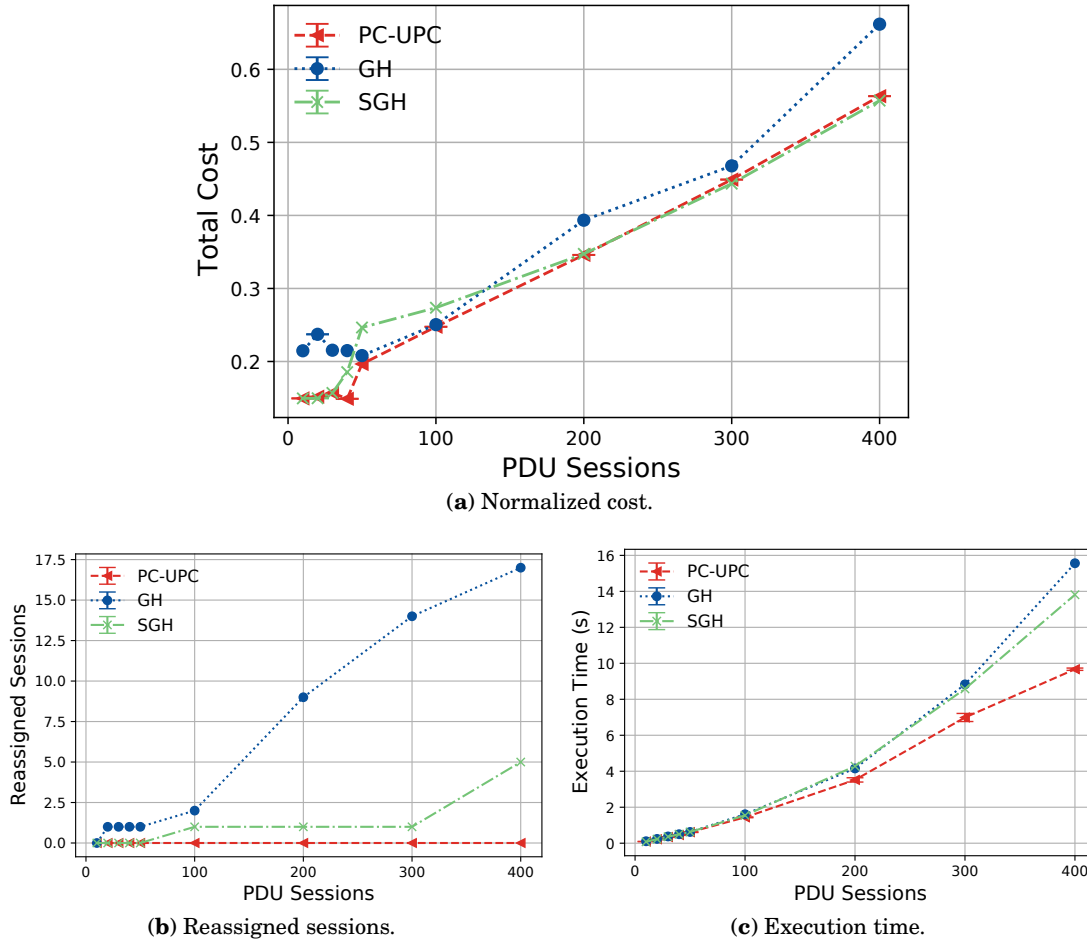 PC-UPC
GH
SGH
0.6
0.5
0.4
0.3
0.2
Total Cost
0 100 200 300 400
PDU Sessions
(a) Normalized cost.
17.5
15.0
12.5
10.0
7.5
5.0
2.5
0.0
Reassigned Sessions
PC-UPC
GH
SGH
0 100 200 300 400
PDU Sessions
(b) Reassigned sessions.
16
14
12
10
8
6
4
2
0
Execution Time (s)
PC-UPC
GH
SGH
0 100 200 300 400
PDU Sessions
(c) Execution time.